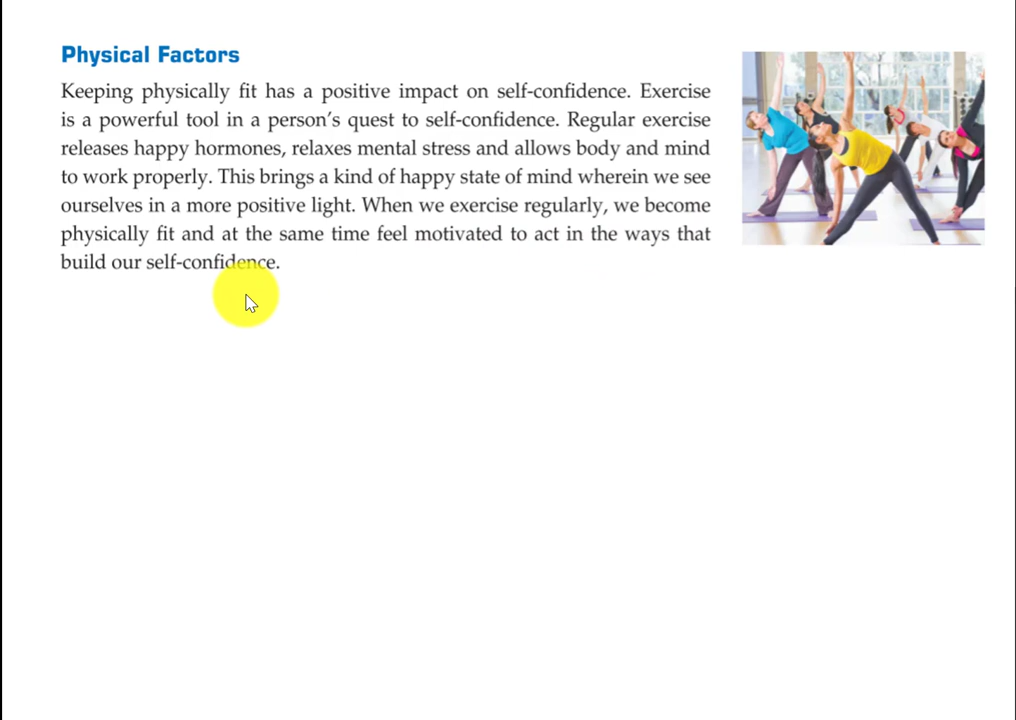 Physical Factors
Keeping physically fit has a positive impact on self-confidence. Exercise
is a powerful tool in a person's quest to self-confidence. Regular exercise
releases happy hormones, relaxes mental stress and allows body and mind
to work properly. This brings a kind of happy state of mind wherein we see
ourselves in a more positive light. When we exercise regularly, we become
physically fit and at the same time feel motivated to act in the ways that
build our self-confidence.